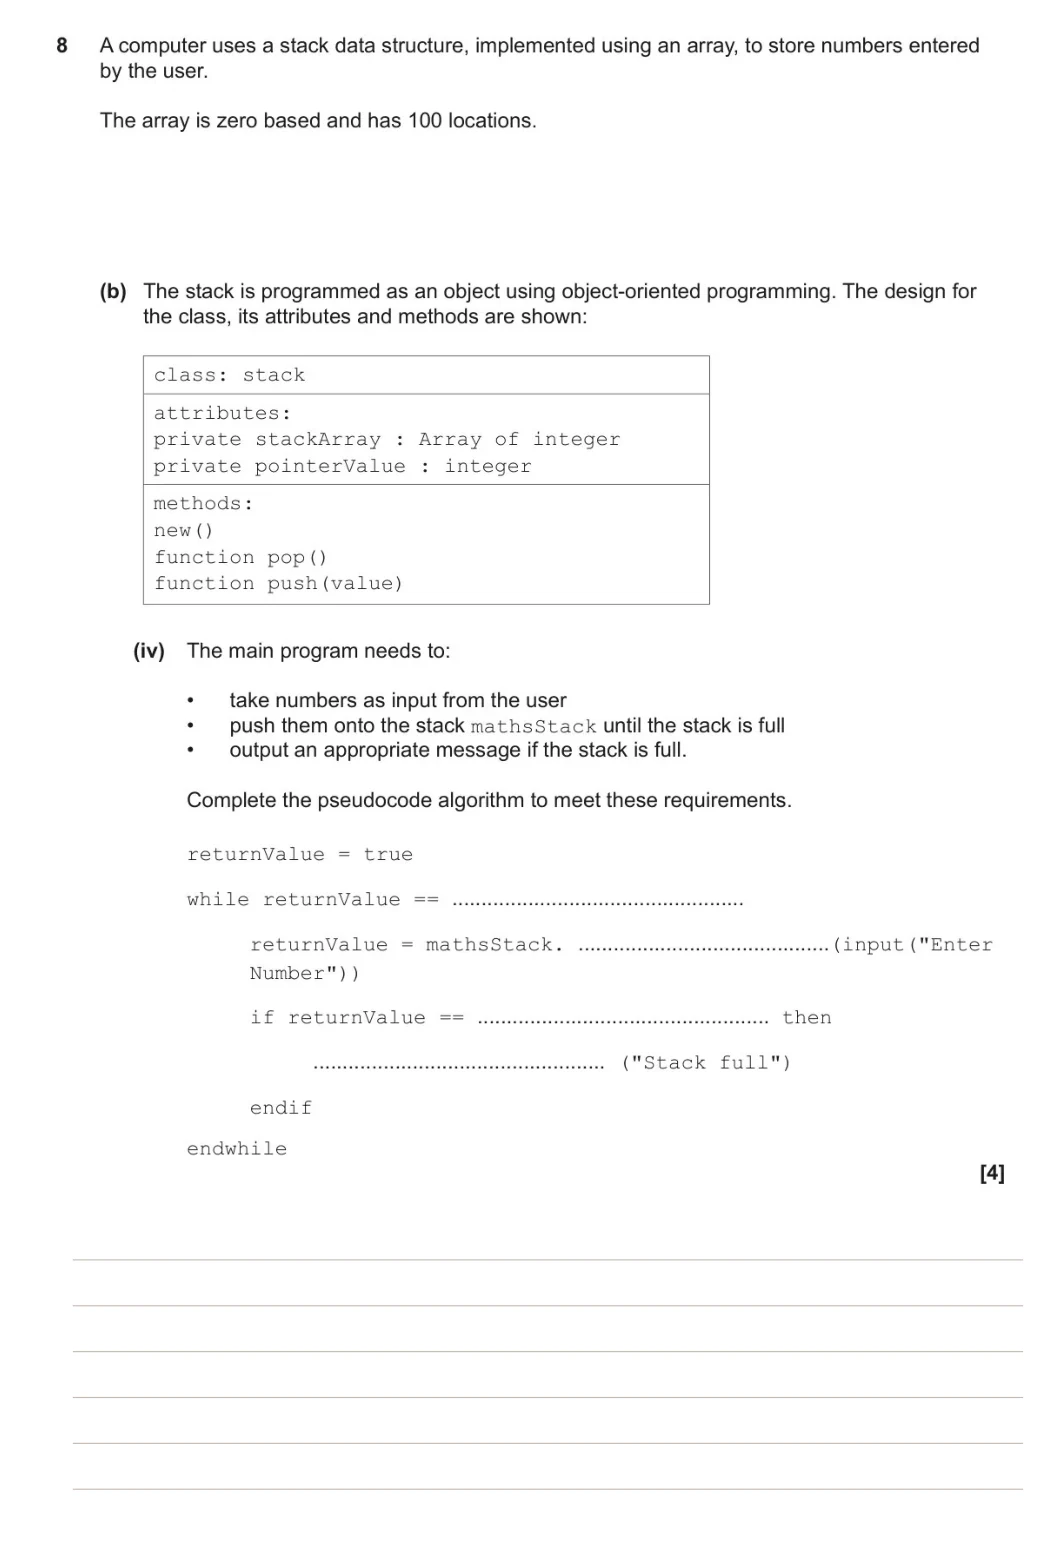 8 A computer uses a stack data structure, implemented using an array, to store numbers entered
by the user.
The array is zero based and has 100 locations.
(b) The stack is programmed as an object using object-oriented programming. The design for
the class, its attributes and methods are shown:
class: stack
attributes:
private stackArray : Array of integer
private pointerValue : integer
methods:
new()
function pop()
function push(value)
(iv) The main program needs to:
• take numbers as input from the user
• push them onto the stack mathsStack until the stack is full
• output an appropriate message if the stack is full.
Complete the pseudocode algorithm to meet these requirements.
returnValue = true
while returnValue == ..................................................
returnValue = mathsStack. ...........................................(input("Enter
Number"))
if returnValue == .................................................. then
.................................................. ("Stack full")
endif
endwhile
[4]